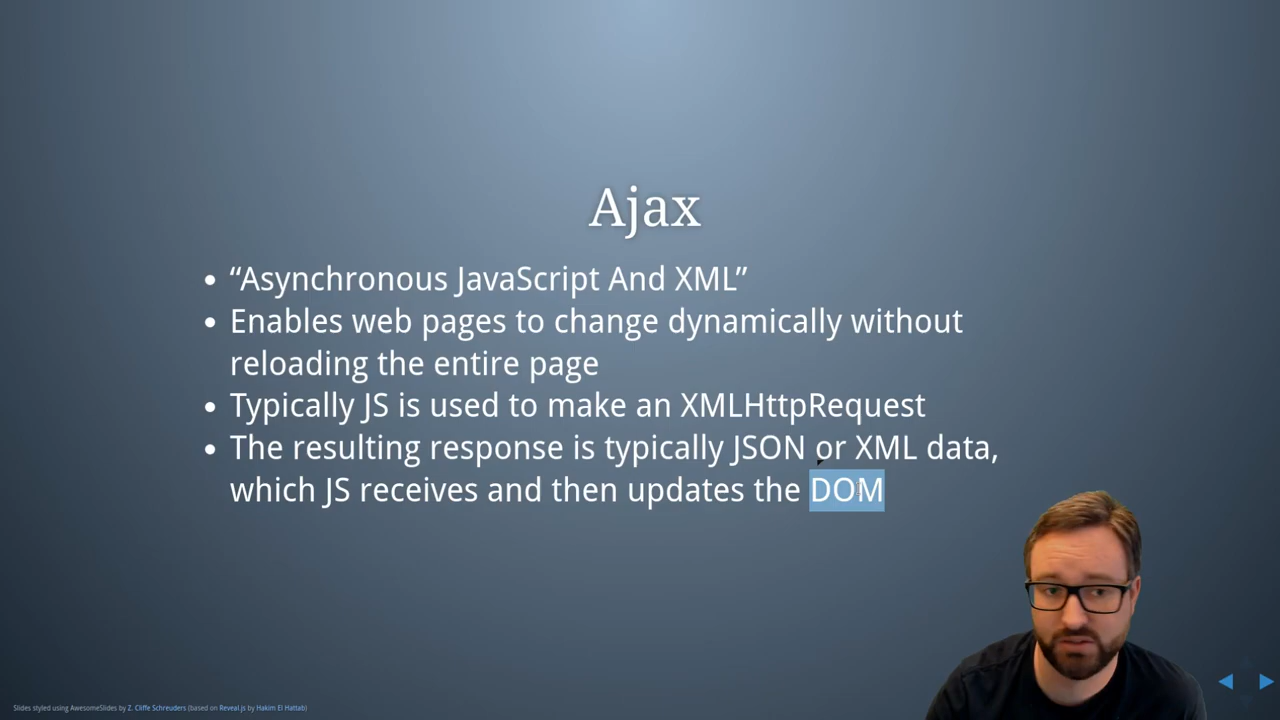 Ajax
• “Asynchronous JavaScript And XML”
• Enables web pages to change dynamically without
reloading the entire page
• Typically JS is used to make an XMLHttpRequest
• The resulting response is typically JSON or XML data,
which JS receives and then updates the DOM
Slides styled using AwesomeSlides by Z. Cliffe Schreuders (based on Reveal.js by Hakim El Hattab)